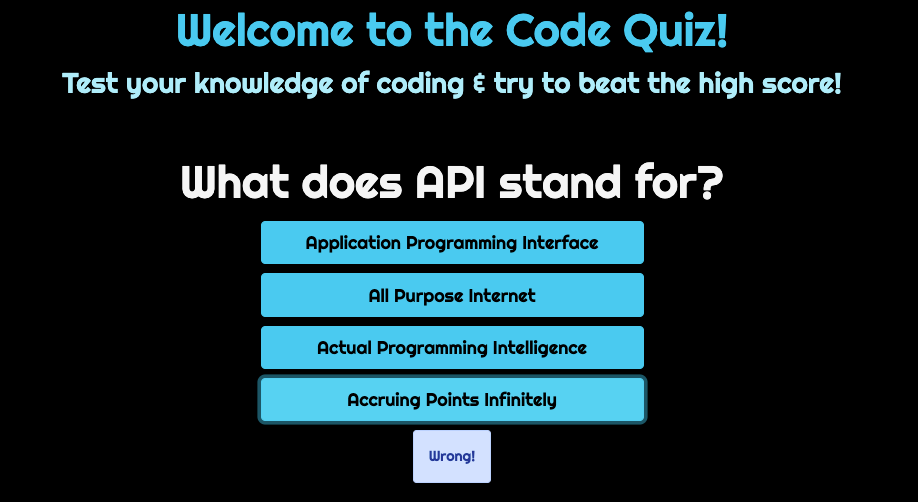 Welcome to the Code Quiz!
Test your knowledge of coding & try to beat the high score!
What does API stand for?
Application Programming Interface
All Purpose Internet
Actual Programming Intelligence
Accruing Points Infinitely
Wrong!